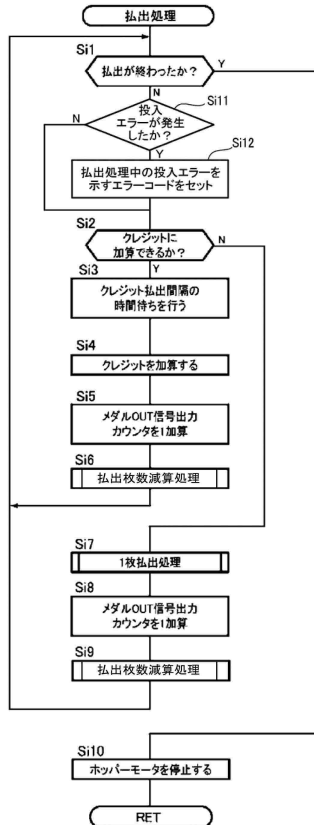 払出処理
Si1
払出が終わったか?
Y
N
Si11
投入
エラーが発生
したか?
N
Y
Si12
払出処理中の投入エラーを
示すエラーコードをセット
Si2
クレジットに
加算できるか?
N
Y
Si3
クレジット払出間隔の
時間待ちを行う
Si4
クレジットを加算する
Si5
メダルOUT信号出力
カウンタを1加算
Si6
払出枚数減算処理
Si7
1枚払出処理
Si8
メダルOUT信号出力
カウンタを1加算
Si9
払出枚数減算処理
Si10
ホッパーモータを停止する
RET